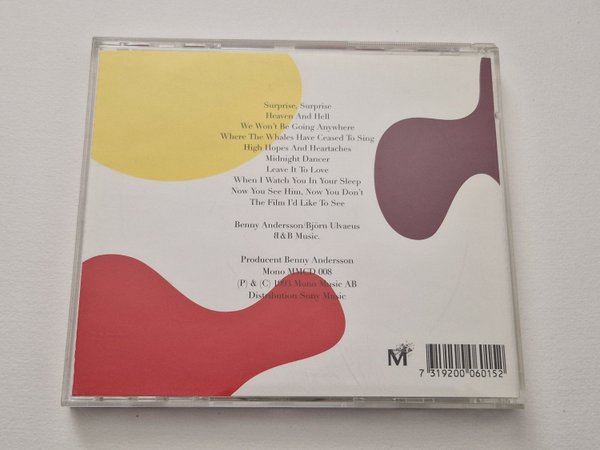 Surprise, Surprise
Heaven And Hell
We Won't Be Going Anywhere
Where The Whales Have Ceased To Sing
High Hopes And Heartaches
Midnight Dancer
Leave It To Love
When I Watch You In Your Sleep
Now You See Him, Now You Don't
The Film I'd Like To See
Benny Andersson/Björn Ulvaeus
B&B Music.
Producent Benny Andersson
Mono MMCD 008
(P) & (C) 1993 Mono Music AB
Distribution Sony Music
M
7 319200 060152